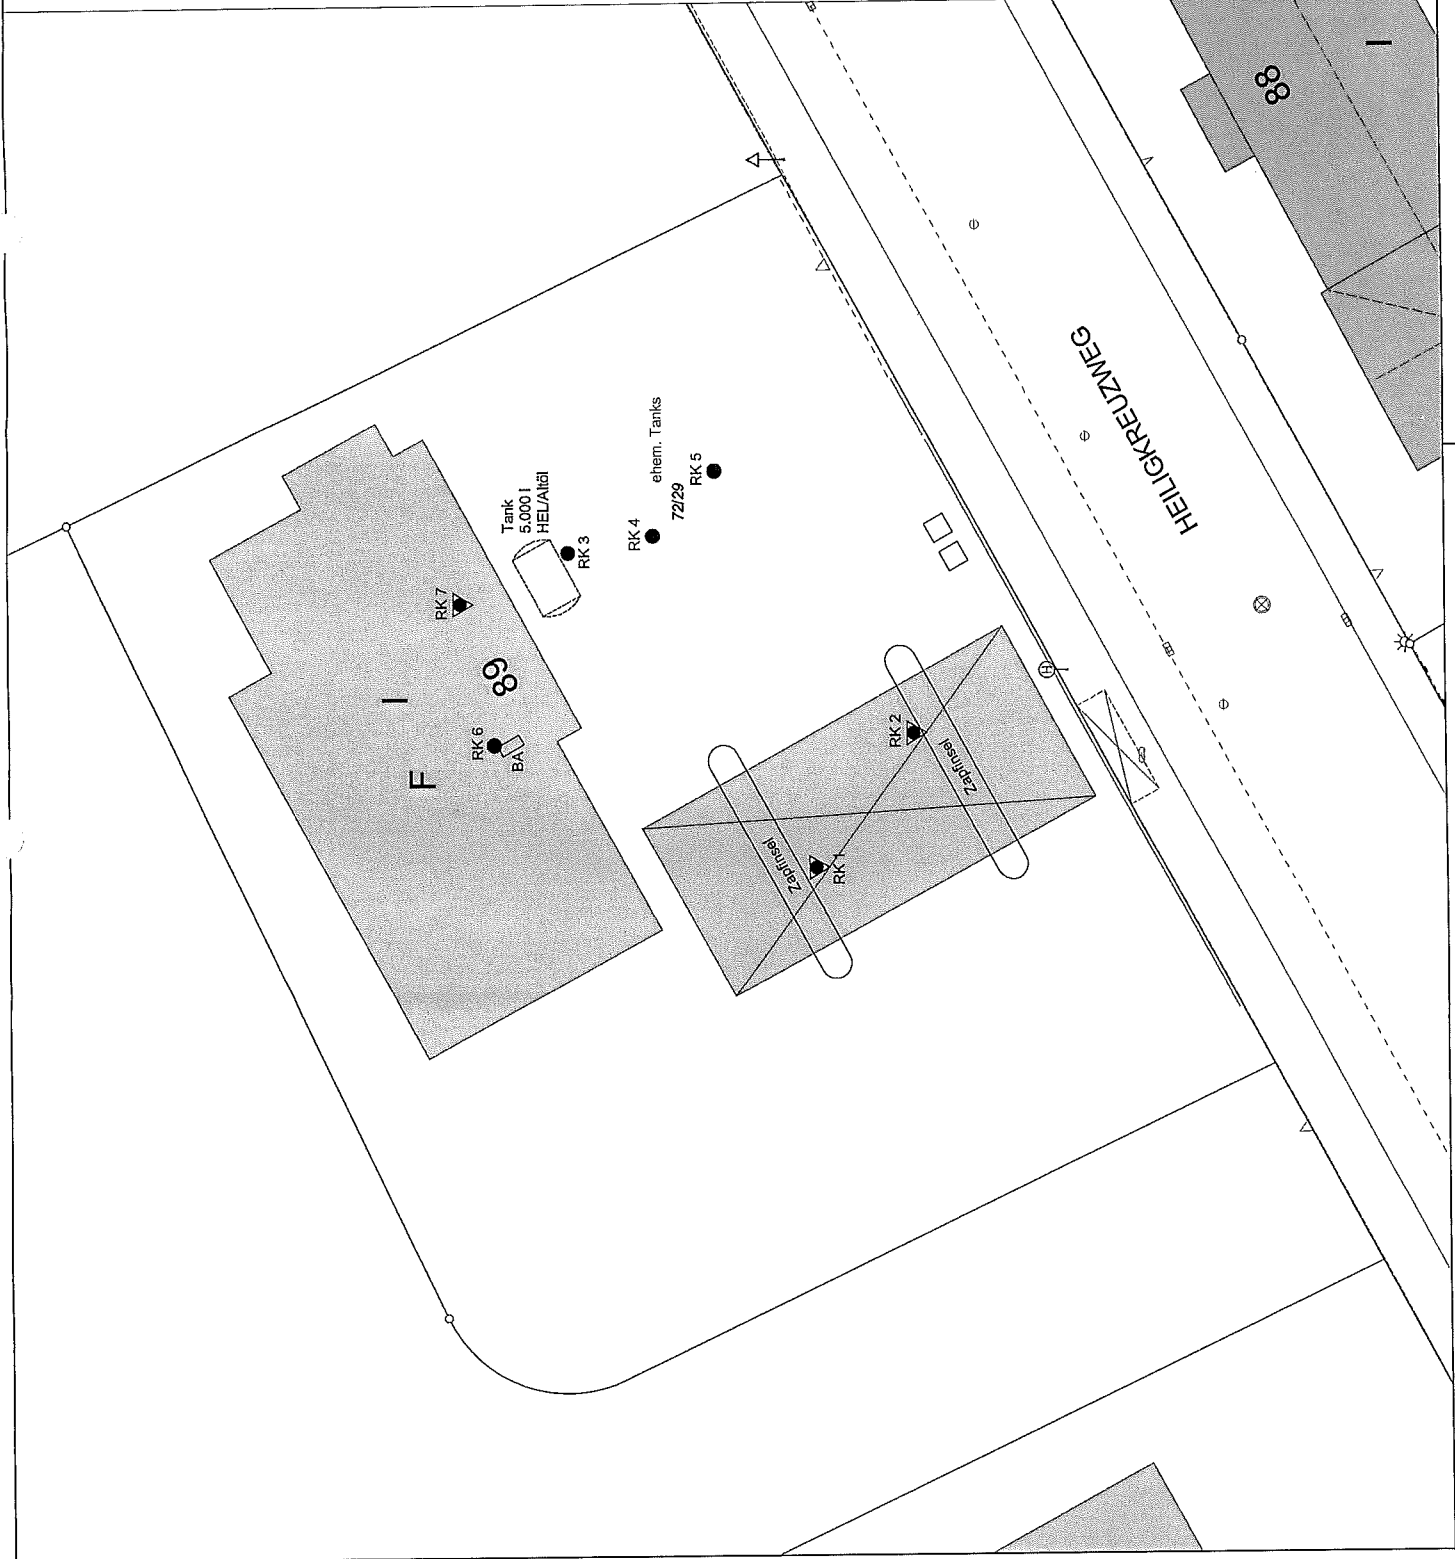 88
I
HEILIGKREUZWEG
ehem. Tanks
72/29
RK 5
RK 4
Tank
5.000 l
HEL/Altöl
RK 3
RK 7
89
I
F
RK 6
BA
RK 2
Zapfinsel
Zapfinsel
RK 1
H